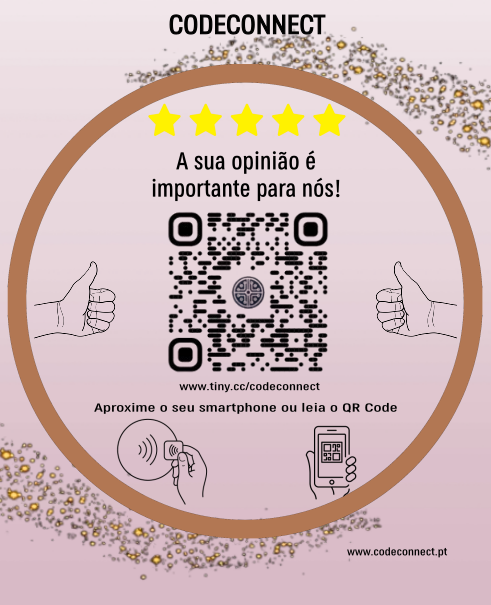 CODECONNECT
A sua opinião é
importante para nós!
www.tiny.cc/codeconnect
Aproxime o seu smartphone ou leia o QR Code
www.codeconnect.pt